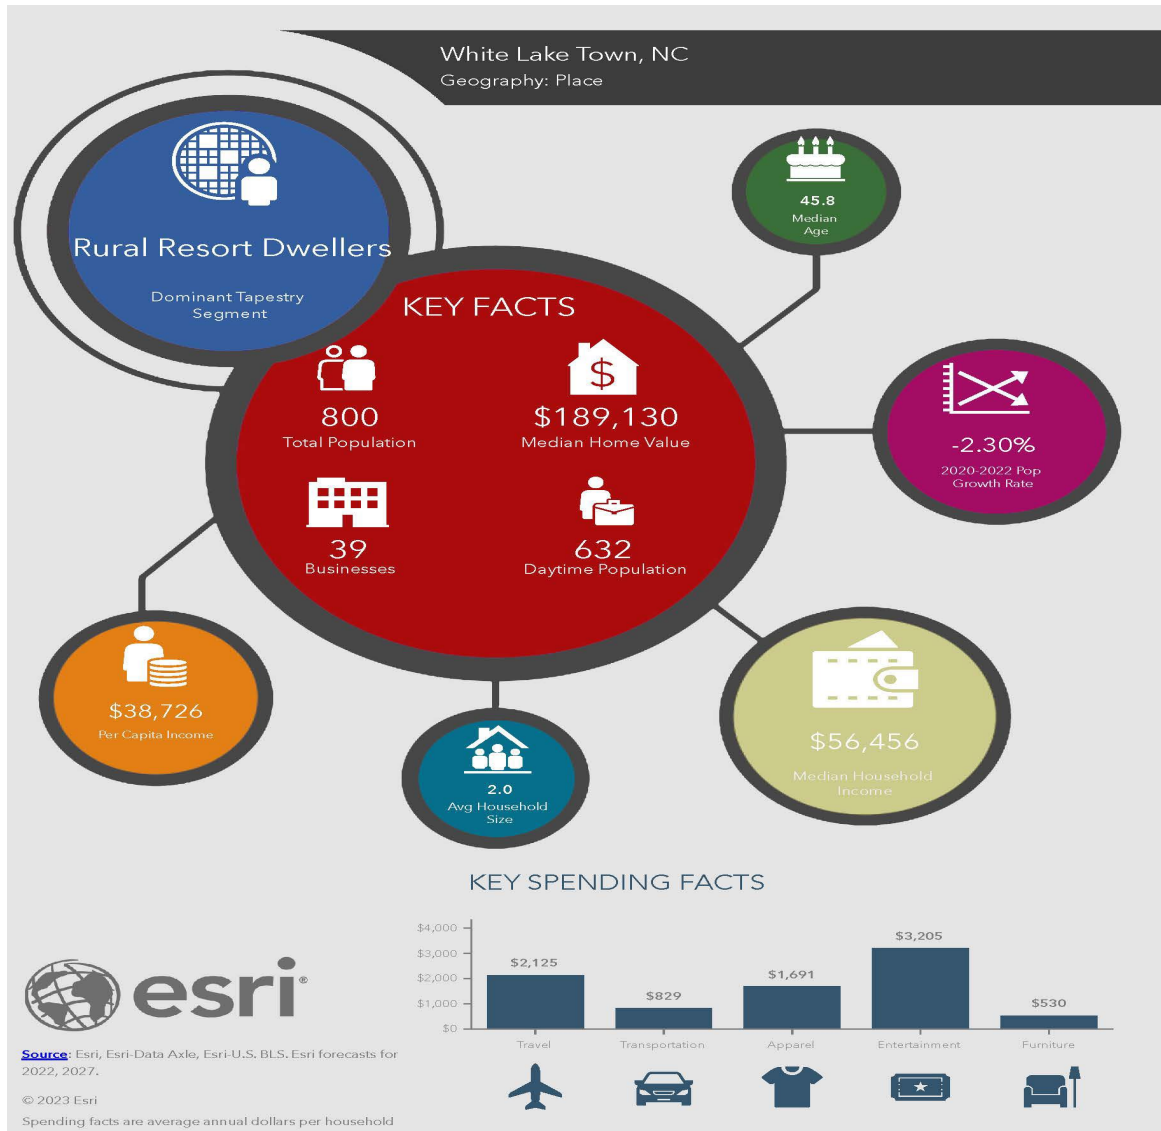 White Lake Town, NC
Geography: Place
Rural Resort Dwellers
Dominant Tapestry
Segment
45.8
Median
Age
KEY FACTS
800
Total Population
$189,130
Median Home Value
39
Businesses
632
Daytime Population
-2.30%
2020-2022 Pop
Growth Rate
$38,726
Per Capita Income
2.0
Avg Household
Size
$56,456
Median Household
Income
KEY SPENDING FACTS
$4,000
$3,000
$2,000
$1,000
$0
$2,125
$829
$1,691
$3,205
$530
Travel
Transportation
Apparel
Entertainment
Furniture
esri®
Source: Esri, Esri-Data Axle, Esri-U.S. BLS. Esri forecasts for
2022, 2027.
© 2023 Esri
Spending facts are average annual dollars per household